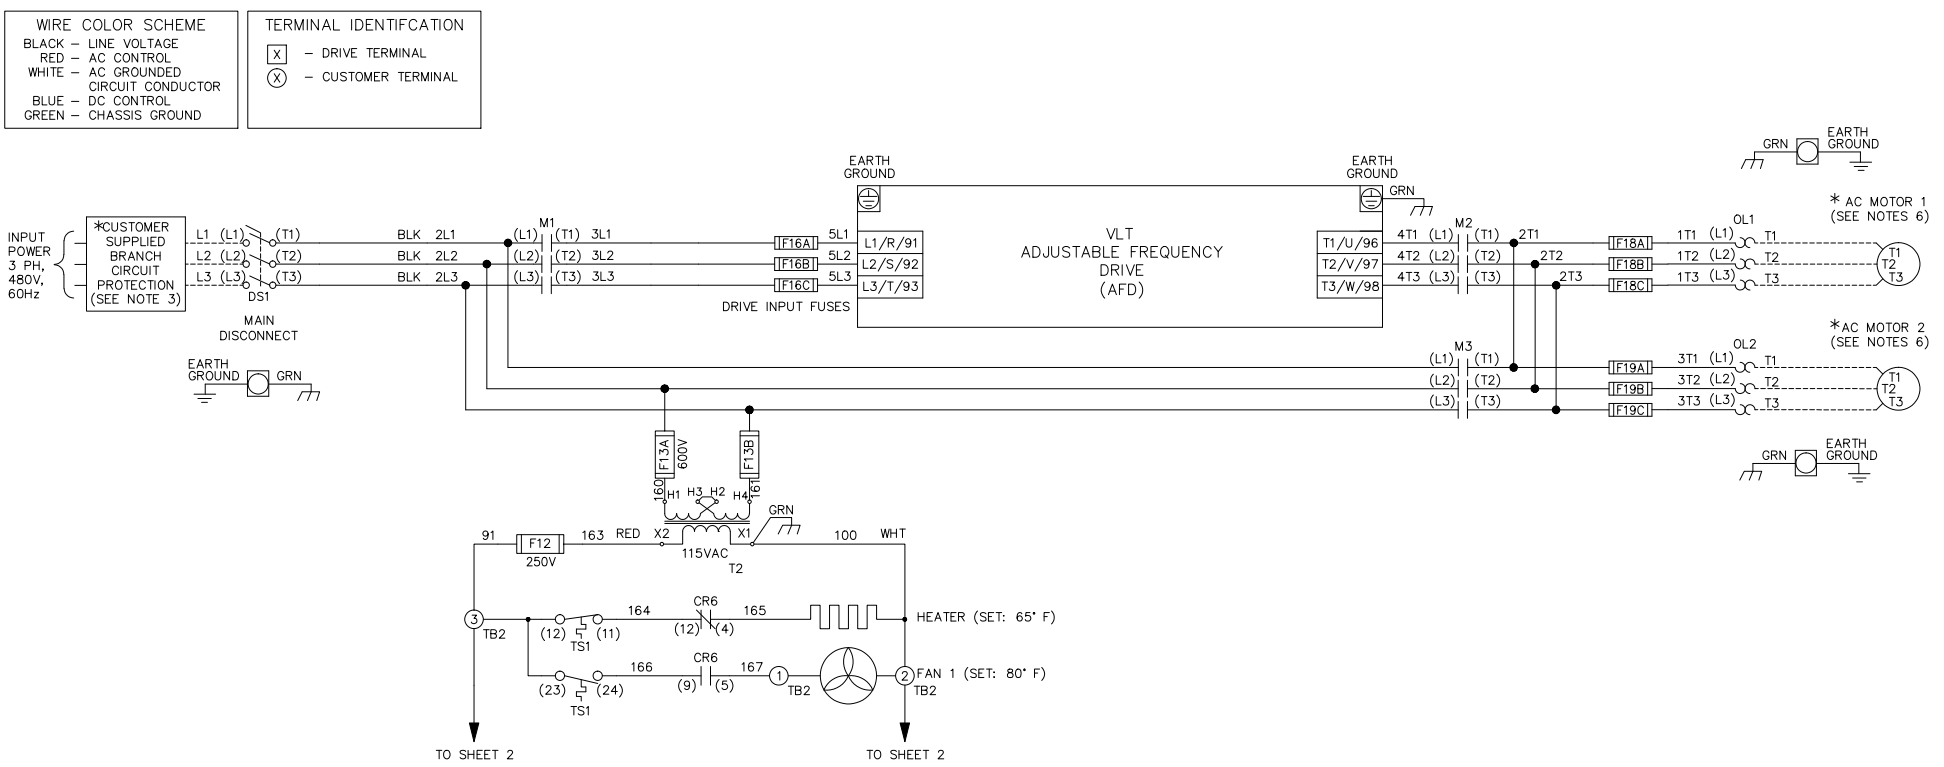 WIRE COLOR SCHEME
BLACK – LINE VOLTAGE
RED – AC CONTROL
WHITE – AC GROUNDED
CIRCUIT CONDUCTOR
BLUE – DC CONTROL
GREEN – CHASSIS GROUND
TERMINAL IDENTIFCATION
X – DRIVE TERMINAL
X – CUSTOMER TERMINAL
INPUT
POWER
3 PH,
480V,
60Hz
*CUSTOMER
SUPPLIED
BRANCH
CIRCUIT
PROTECTION
(SEE NOTE 3)
L1 (L1) (T1) BLK 2L1 (L1) M1 (T1) 3L1 F16A 5L1 L1/R/91
L2 (L2) (T2) BLK 2L2 (L2) (T2) 3L2 F16B 5L2 L2/S/92
L3 (L3) (T3) BLK 2L3 (L3) (T3) 3L3 F16C 5L3 L3/T/93
DS1
MAIN
DISCONNECT
DRIVE INPUT FUSES
EARTH
GROUND
GRN
EARTH
GROUND
VLT
ADJUSTABLE FREQUENCY
DRIVE
(AFD)
EARTH
GROUND
GRN
T1/U/96 4T1 (L1) M2 (T1) 2T1 F18A 1T1 (L1) OL1 T1
T2/V/97 4T2 (L2) (T2) 2T2 F18B 1T2 (L2) T2
T3/W/98 4T3 (L3) (T3) 2T3 F18C 1T3 (L3) T3
GRN
EARTH
GROUND
* AC MOTOR 1
(SEE NOTES 6)
T1
T2
T3
*AC MOTOR 2
(SEE NOTES 6)
(L1) M3 (T1) F19A 3T1 (L1) OL2 T1
(L2) (T2) F19B 3T2 (L2) T2
(L3) (T3) F19C 3T3 (L3) T3
T1
T2
T3
GRN
EARTH
GROUND
F13A
600V
F13B
160
161
H1 H3 H2 H4
GRN
91 F12 163 RED X2 X1 100 WHT
250V
115VAC
T2
3
TB2
(12) (11) 164 CR6 165 HEATER (SET: 65° F)
TS1
(12) (4)
(23) (24) 166 CR6 167 1 2 FAN 1 (SET: 80° F)
TS1
(9) (5)
TB2
TB2
TO SHEET 2
TO SHEET 2